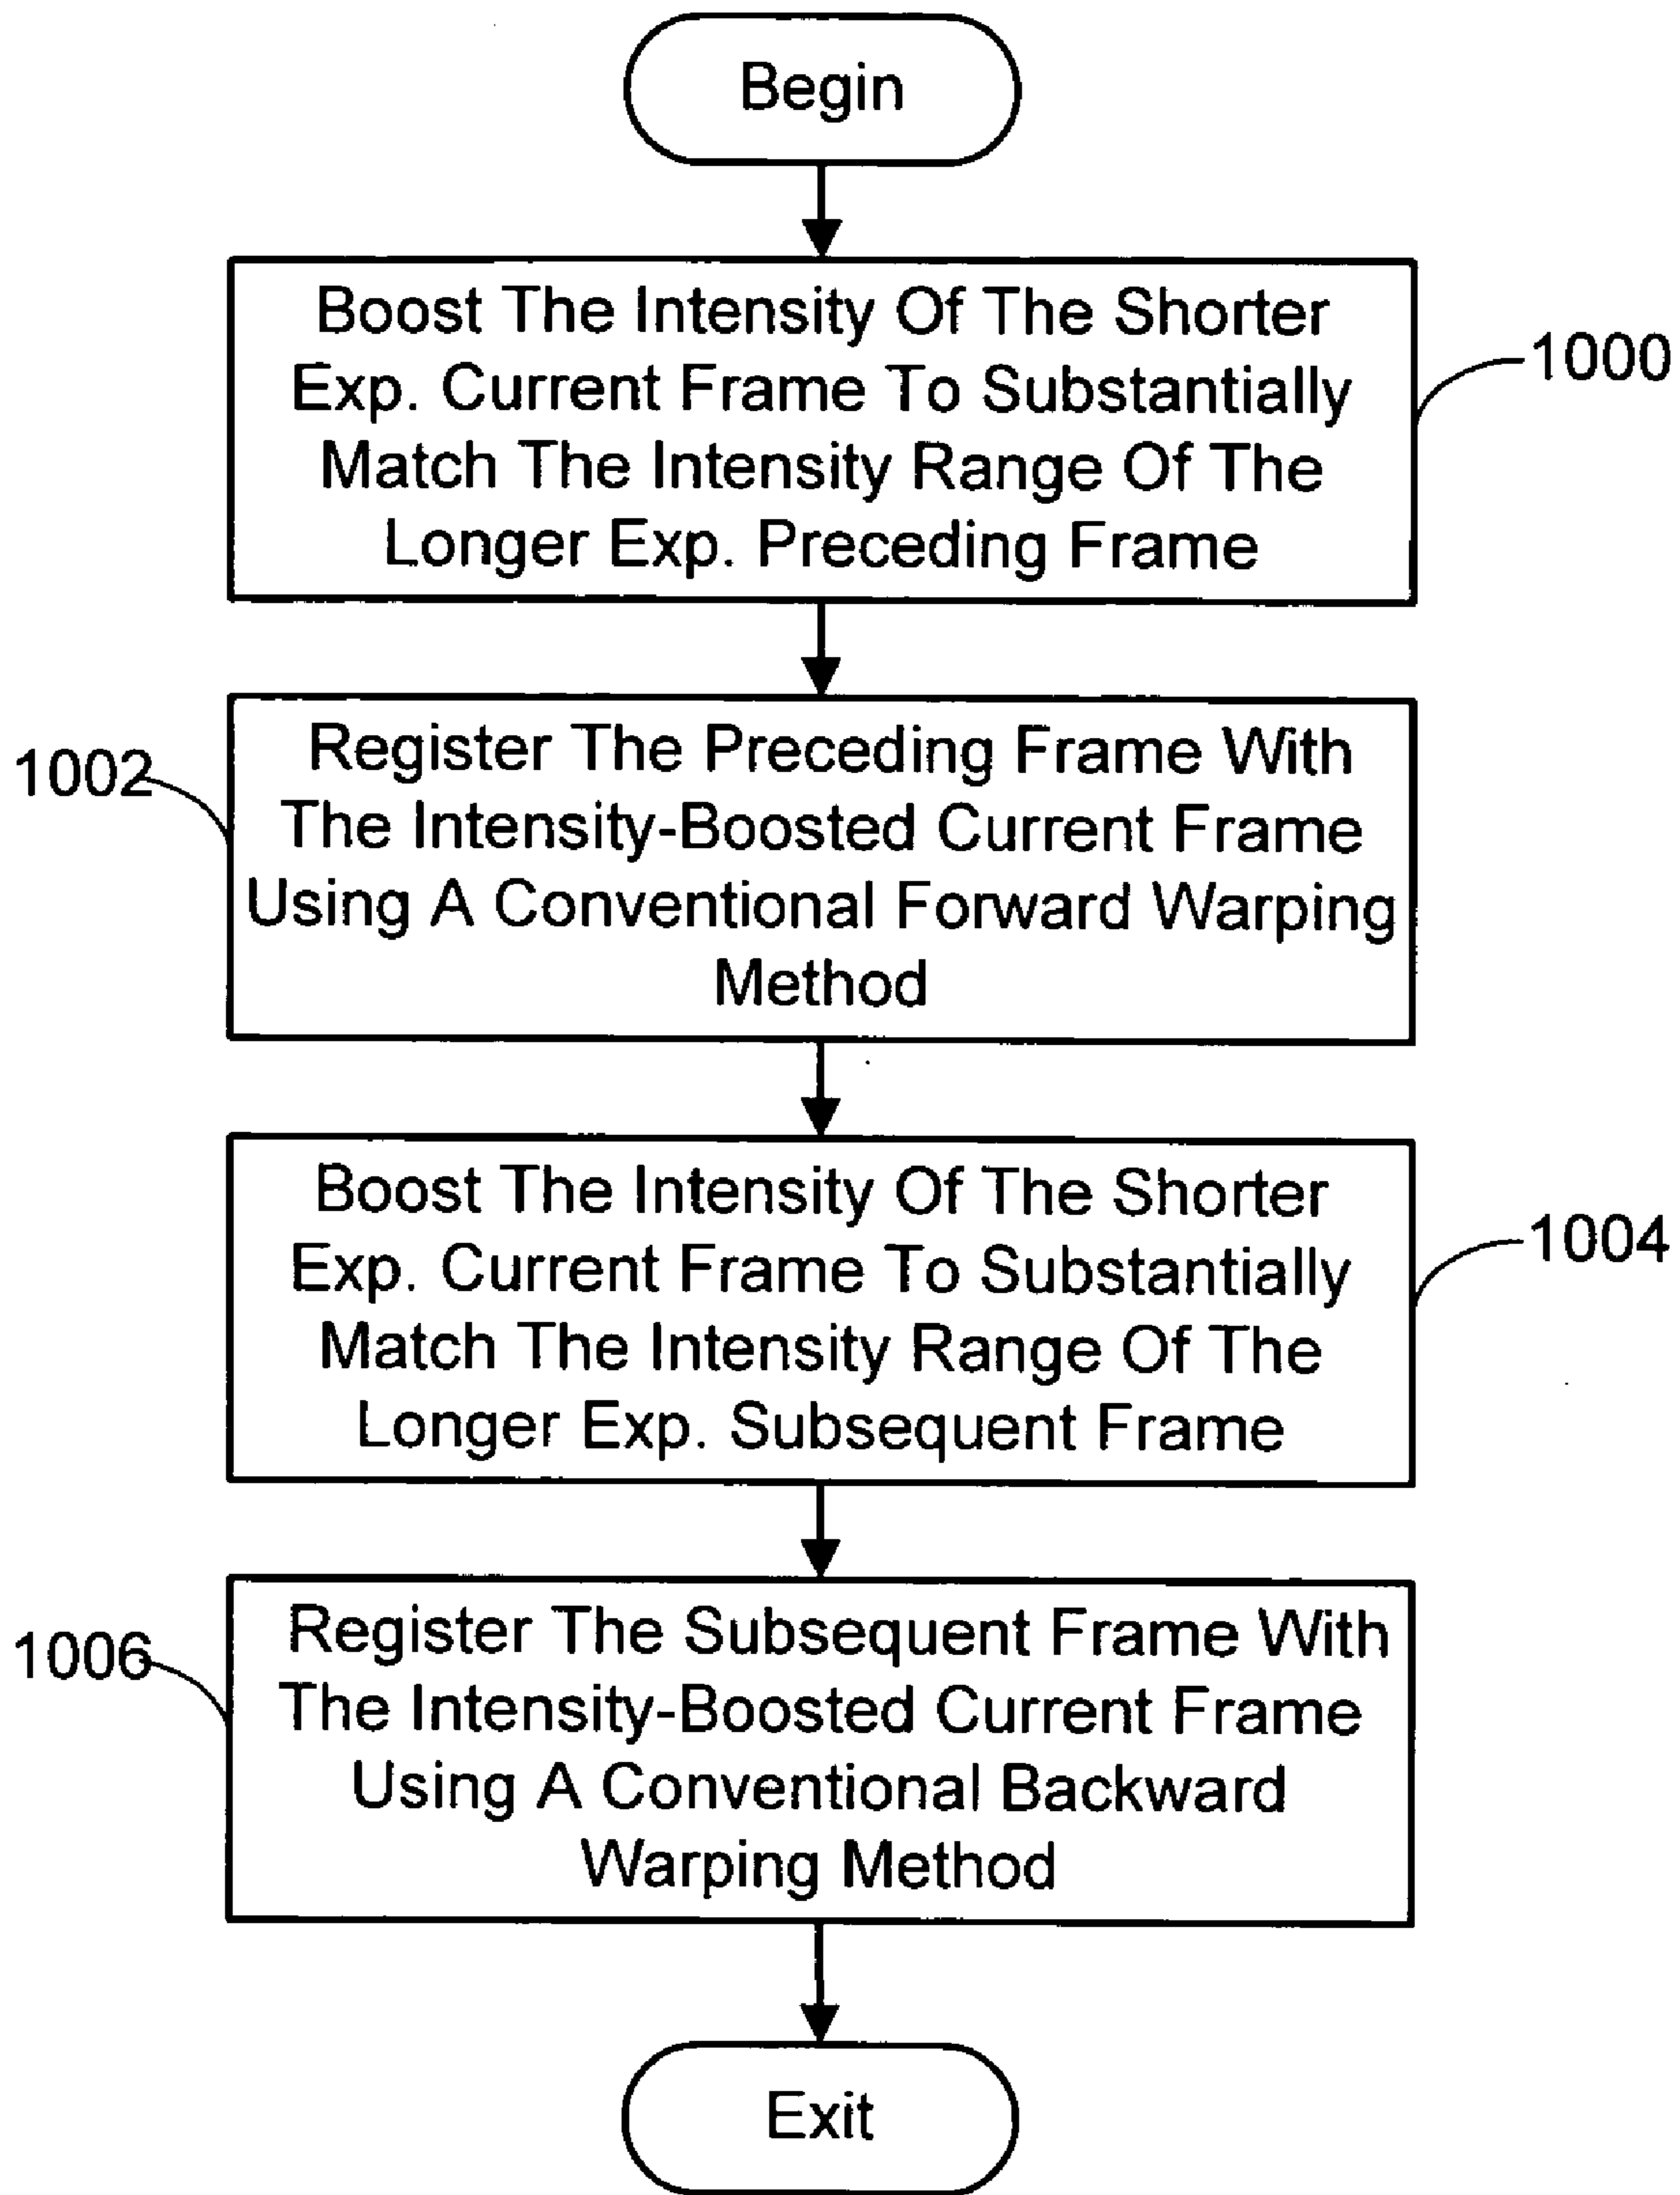 Begin
Boost The Intensity Of The Shorter
Exp. Current Frame To Substantially
Match The Intensity Range Of The
Longer Exp. Preceding Frame
1000
Register The Preceding Frame With
The Intensity-Boosted Current Frame
Using A Conventional Forward Warping
Method
1002
Boost The Intensity Of The Shorter
Exp. Current Frame To Substantially
Match The Intensity Range Of The
Longer Exp. Subsequent Frame
1004
Register The Subsequent Frame With
The Intensity-Boosted Current Frame
Using A Conventional Backward
Warping Method
1006
Exit